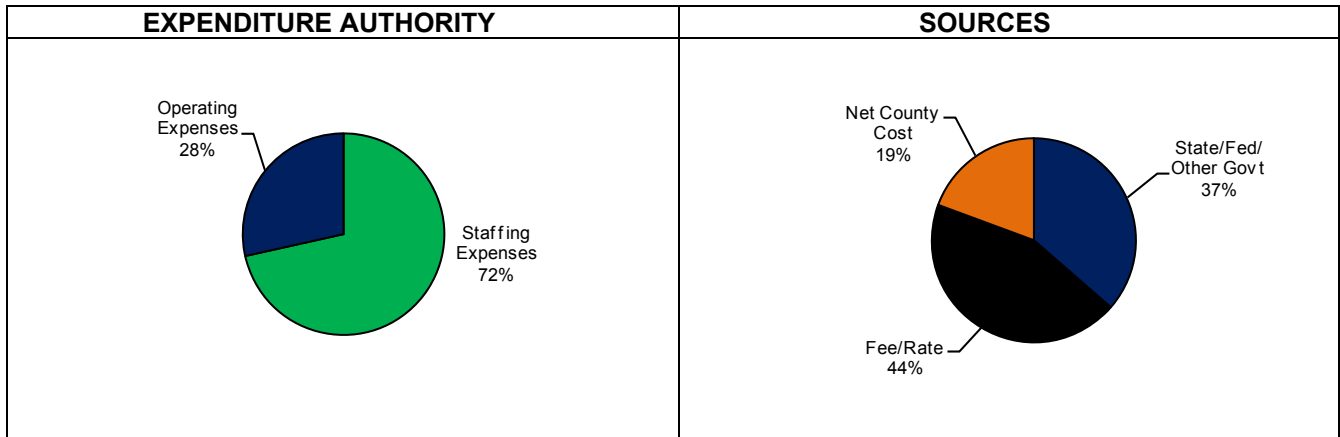 EXPENDITURE AUTHORITY
SOURCES
Operating
Expenses
28%
Staffing
Expenses
72%
Net County
Cost
19%
State/Fed/
Other Govt
37%
Fee/Rate
44%